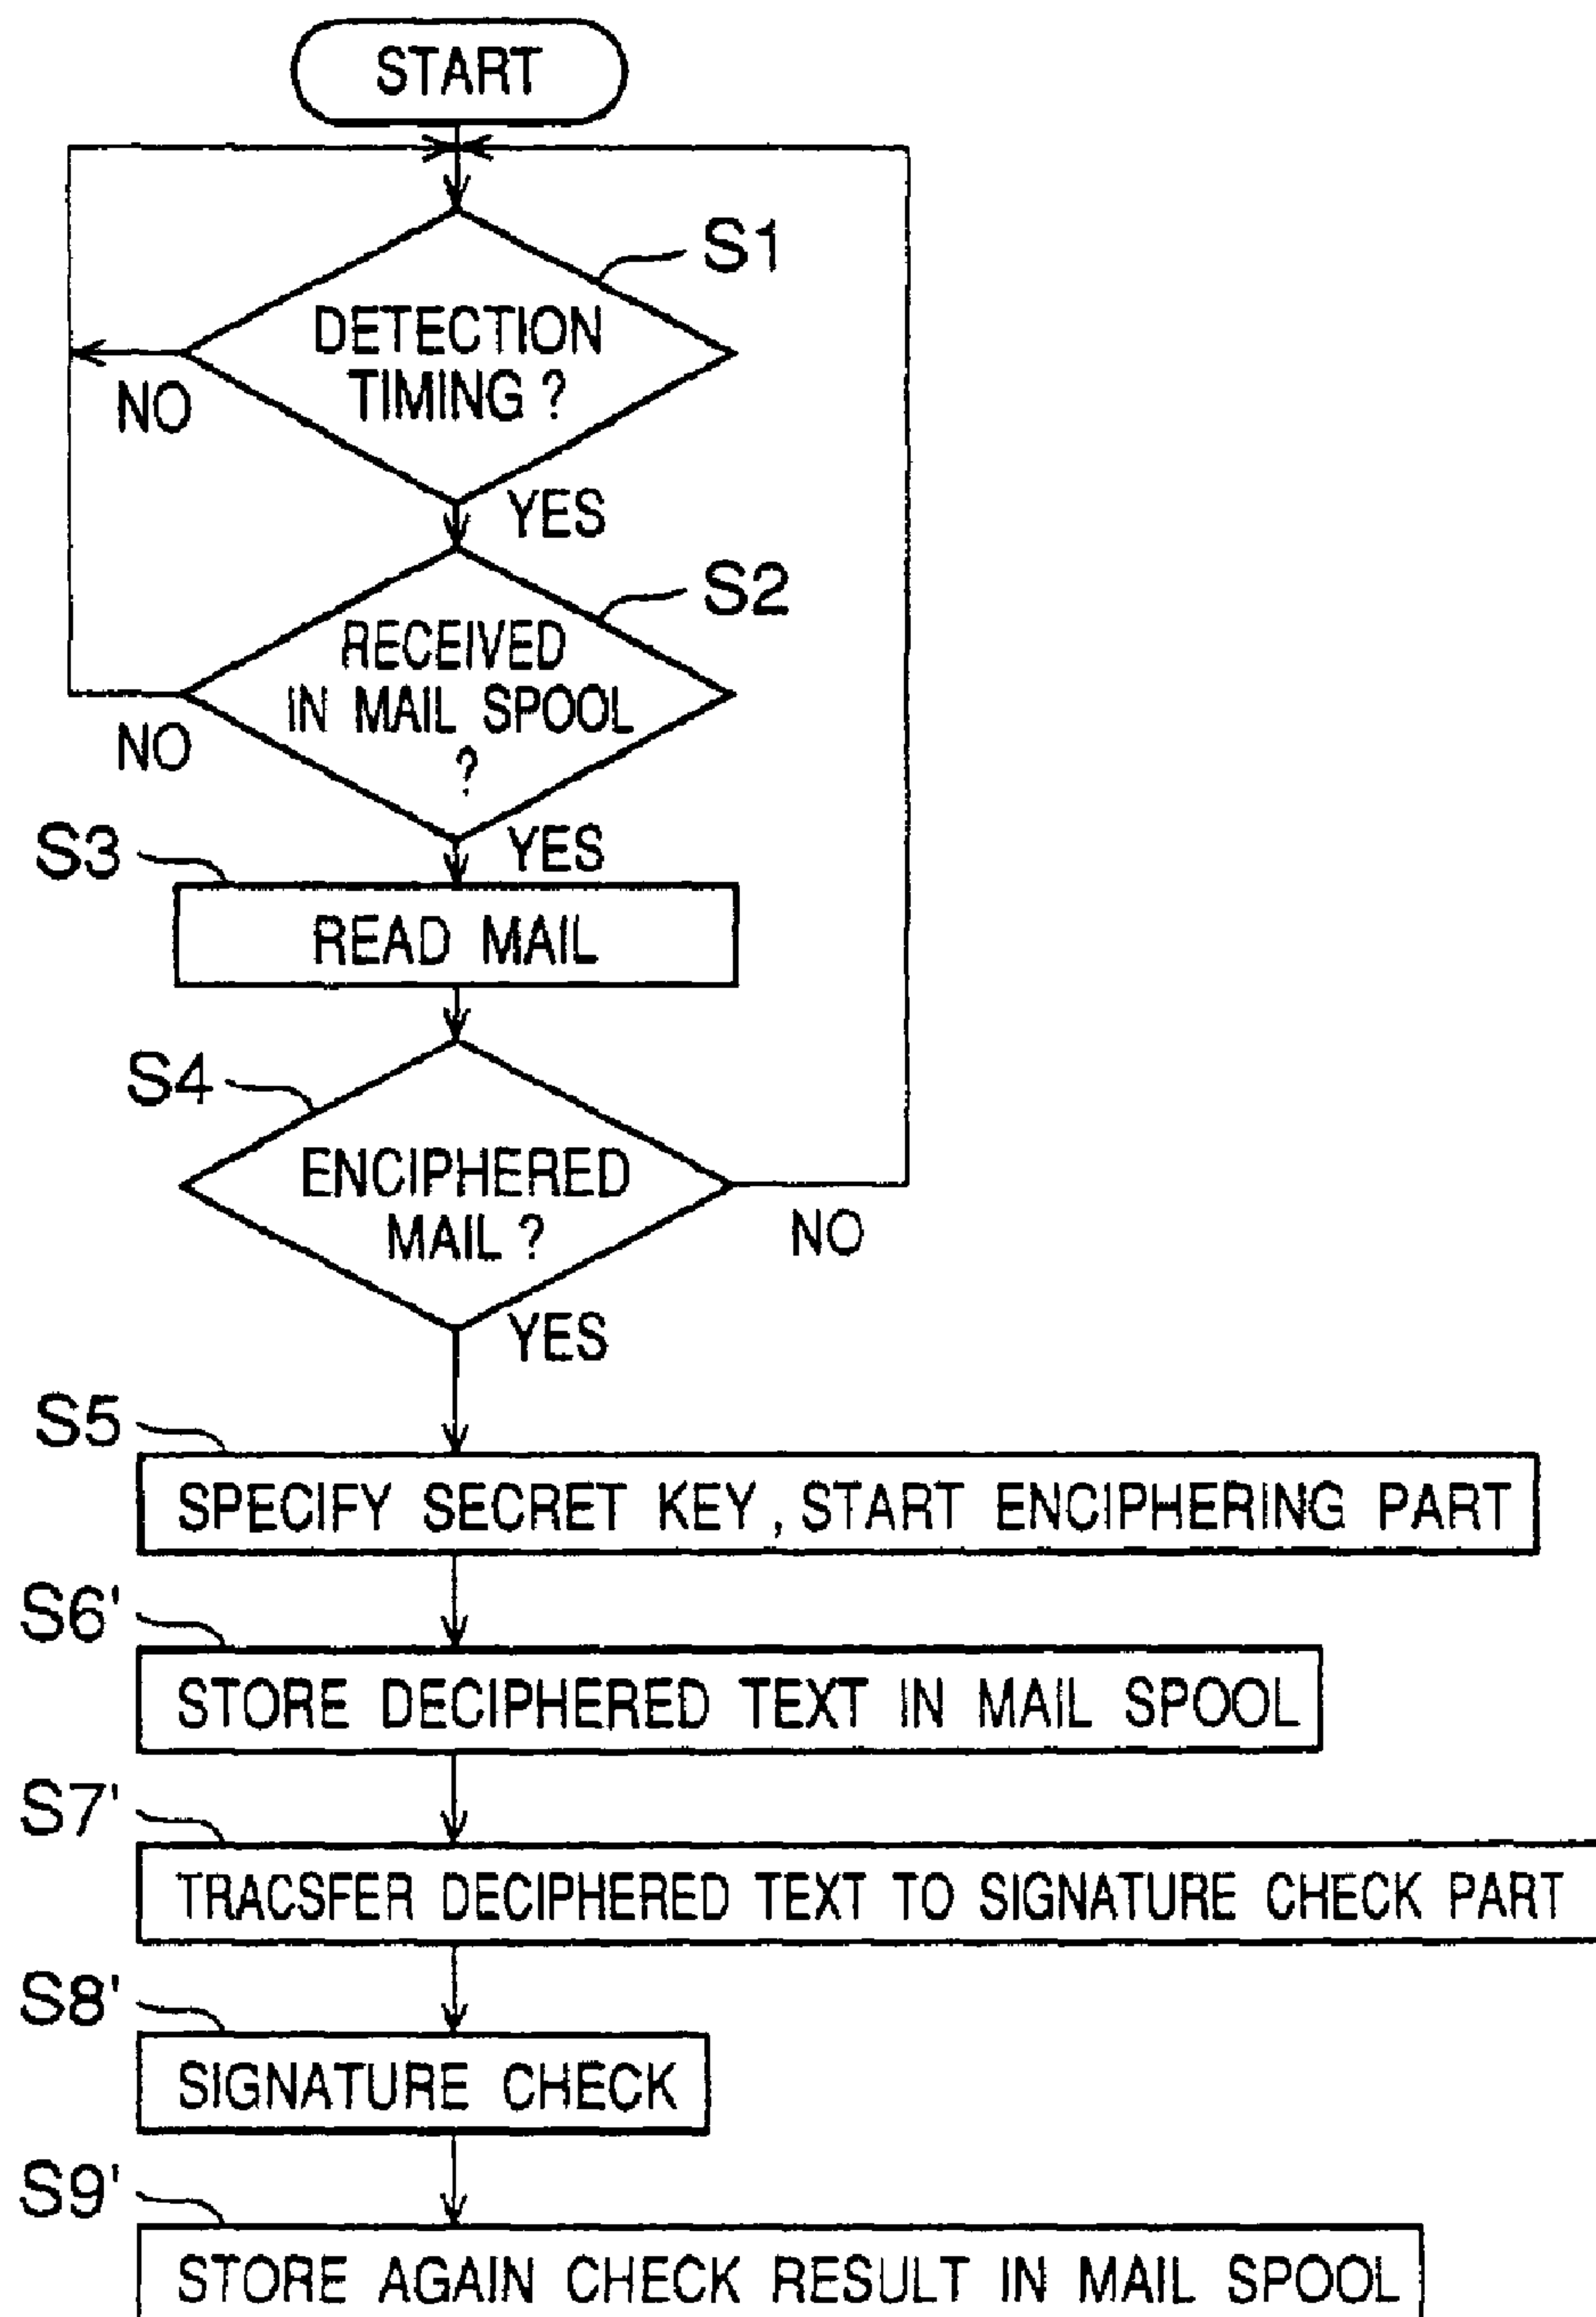 START
S1
DETECTION
TIMING ?
NO
YES
S2
RECEIVED
IN MAIL SPOOL
?
NO
YES
S3
READ MAIL
S4
ENCIPHERED
MAIL ?
NO
YES
S5
SPECIFY SECRET KEY, START ENCIPHERING PART
S6'
STORE DECIPHERED TEXT IN MAIL SPOOL
S7'
TRACSFER DECIPHERED TEXT TO SIGNATURE CHECK PART
S8'
SIGNATURE CHECK
S9'
STORE AGAIN CHECK RESULT IN MAIL SPOOL